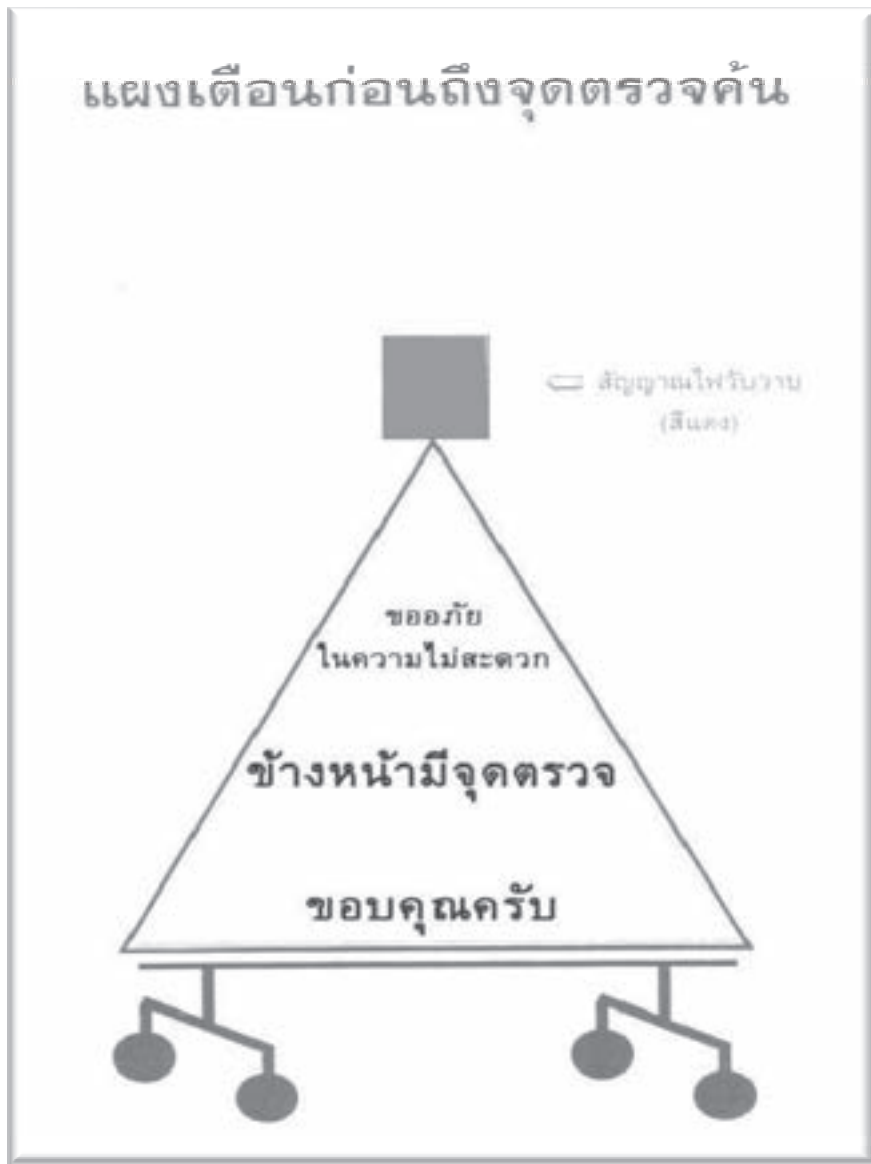 แผงเตือนก่อนถึงจุดตรวจค้น
สัญญาณไฟวับวาบ
(สีแดง)
ขออภัย
ในความไม่สะดวก
ข้างหน้ามีจุดตรวจ
ขอบคุณครับ